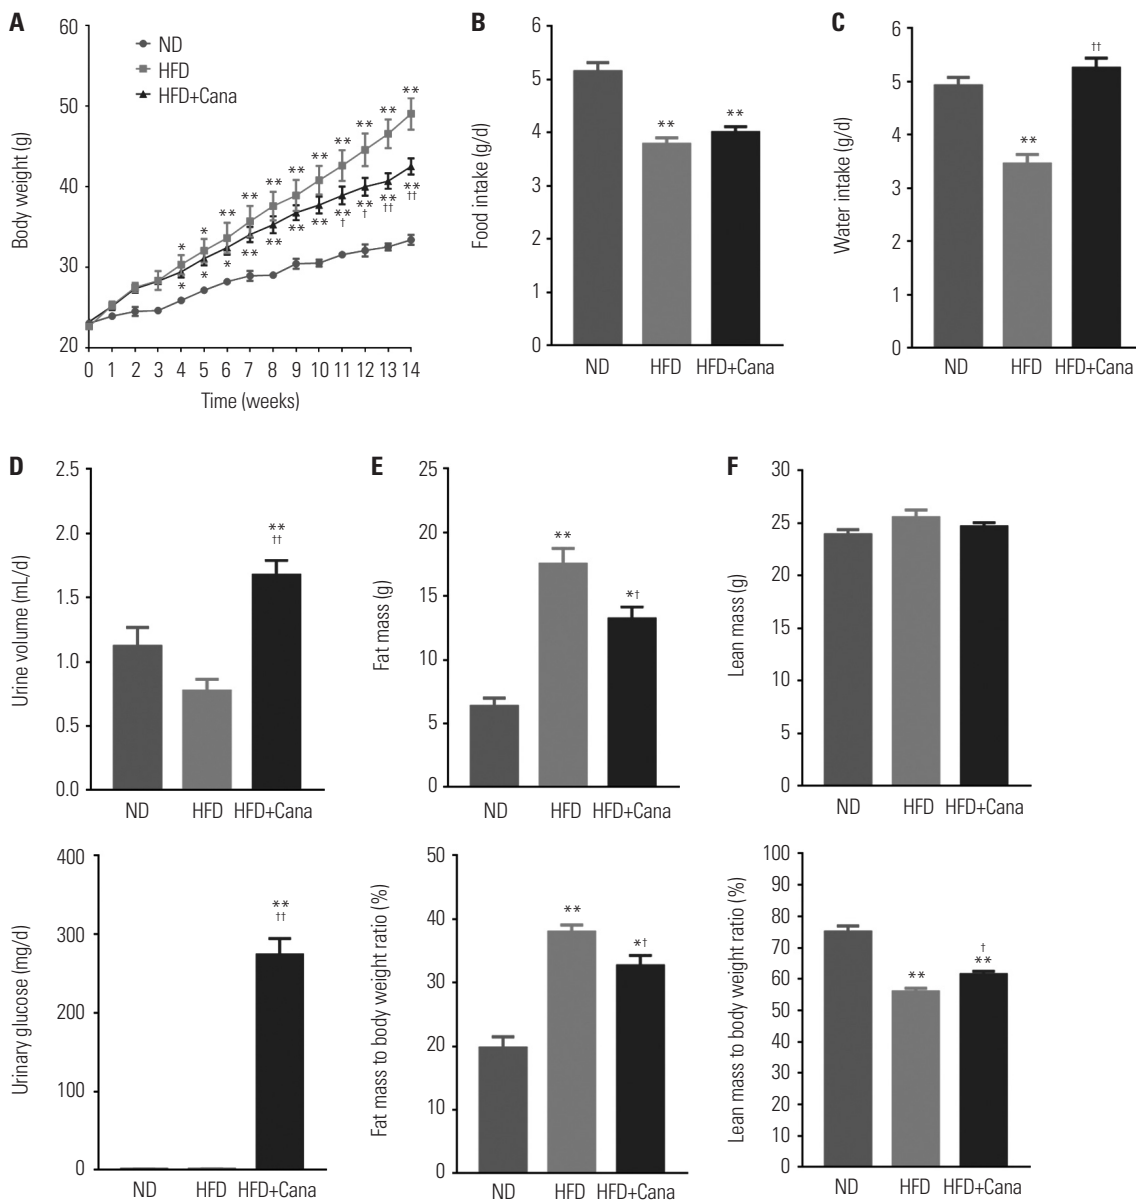 A
Body weight (g)
60
50
40
30
20
ND
HFD
HFD+Cana
* * ** ** ** ** ** ** ** ** **
* * * ** ** ** ** ** ** ** **
† † †† ††
0 1 2 3 4 5 6 7 8 9 10 11 12 13 14
Time (weeks)
B
Food intake (g/d)
6
5
4
3
2
1
0
** **
ND HFD HFD+Cana
C
Water intake (g/d)
6
5
4
3
2
1
0
††
**
ND HFD HFD+Cana
D
Urine volume (mL/d)
2.5
2.0
1.5
1.0
0.5
0.0
**
††
ND HFD HFD+Cana
Urinary glucose (mg/d)
400
300
200
100
0
**
††
ND HFD HFD+Cana
E
Fat mass (g)
25
20
15
10
5
0
**
*†
ND HFD HFD+Cana
Fat mass to body weight ratio (%)
50
40
30
20
10
0
**
*†
ND HFD HFD+Cana
F
Lean mass (g)
30
25
20
15
10
5
0
ND HFD HFD+Cana
Lean mass to body weight ratio (%)
100
90
80
70
60
50
40
30
20
10
0
†
** **
ND HFD HFD+Cana